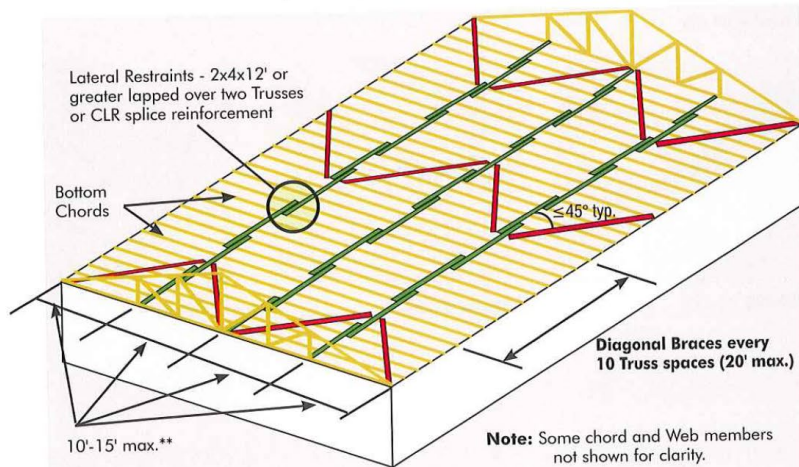 Lateral Restraints - 2x4x12' or
greater lapped over two Trusses
or CLR splice reinforcement
Bottom
Chords
≤45° typ.
Diagonal Braces every
10 Truss spaces (20' max.)
10'-15' max.**
Note: Some chord and Web members
not shown for clarity.